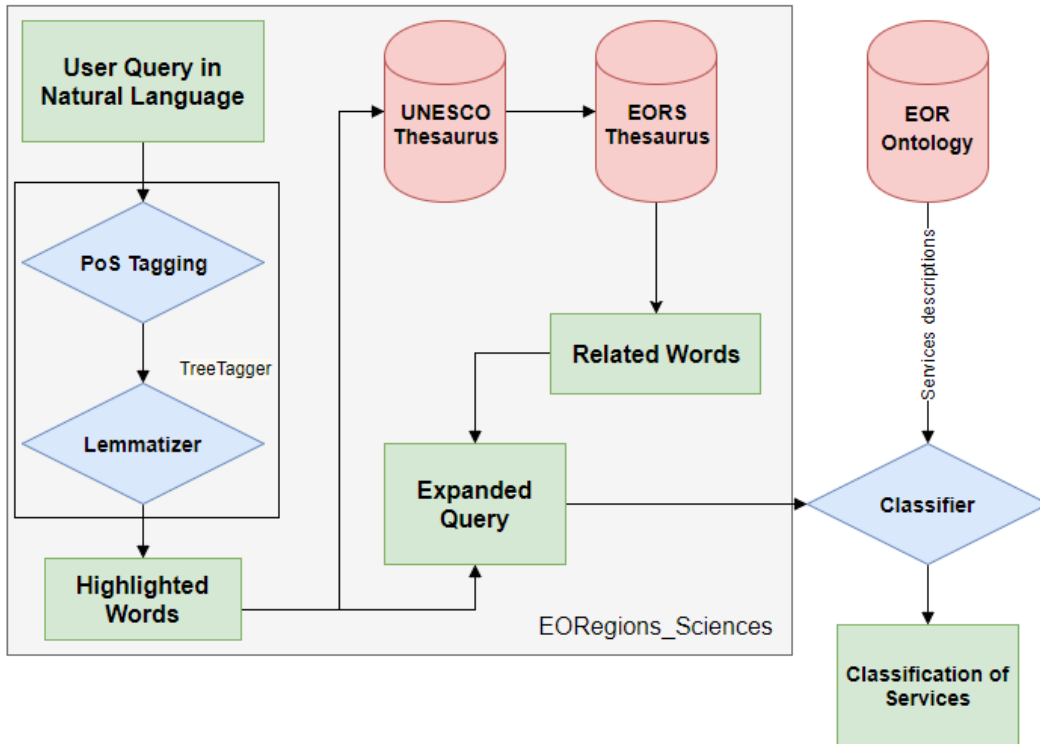 User Query in
Natural Language
PoS Tagging
TreeTagger
Lemmatizer
Highlighted
Words
UNESCO
Thesaurus
EORS
Thesaurus
Related Words
Expanded
Query
EORegions_Sciences
EOR
Ontology
Services descriptions
Classifier
Classification of
Services